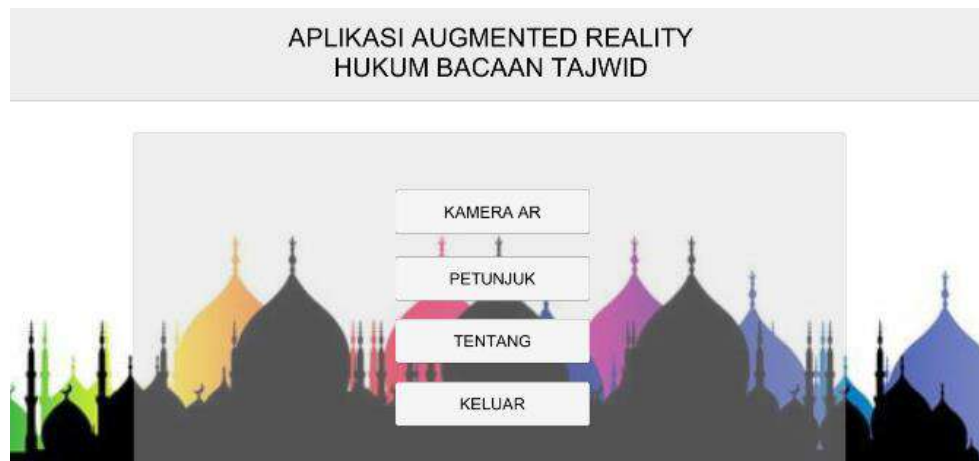 APLIKASI AUGMENTED REALITY
HUKUM BACAAN TAJWID
KAMERA AR
PETUNJUK
TENTANG
KELUAR